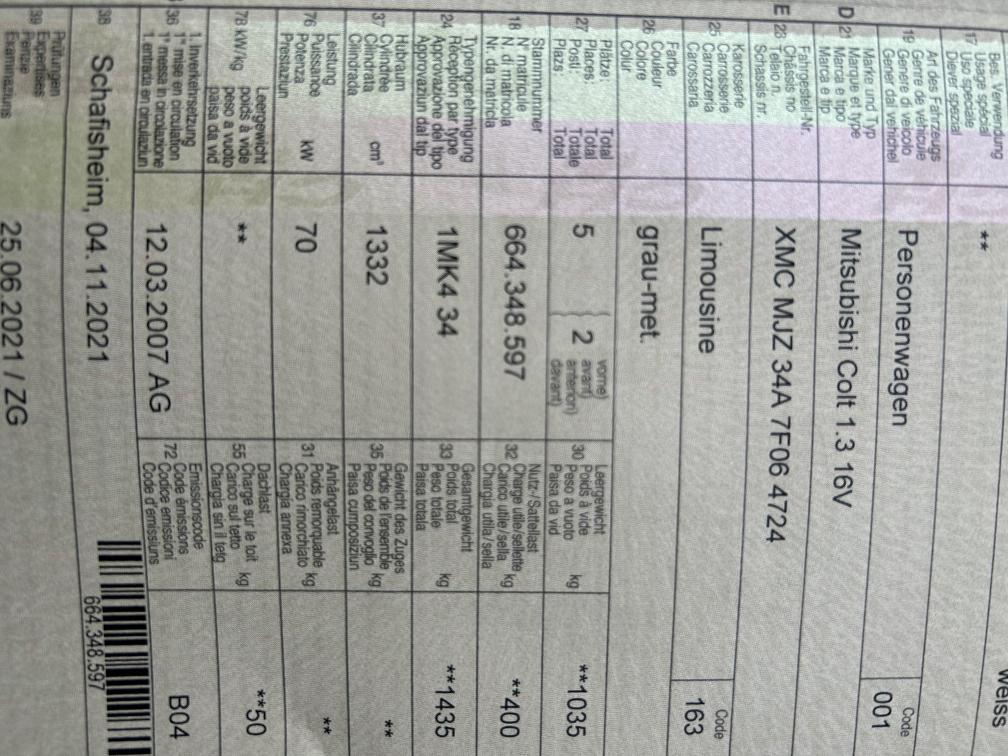 weiss
17
Bes. Verwendung
Usage spécial
Uso speciale
Diever spezial
**
19
Art des Fahrzeugs
Genre de véhicule
Genere di veicolo
Gener dal vehichel
Personenwagen
Code
001
D 21
Marke und Typ
Marque et type
Marca e tipo
Marca e tip
Mitsubishi Colt 1.3 16V
E 23
Fahrgestell-Nr.
Châssis no
Telaio n.
Schassis nr.
XMC MJZ 34A 7F06 4724
25
Karosserie
Carrosserie
Carrozzeria
Carossaria
Limousine
Code
163
26
Farbe
Couleur
Colore
Colur
grau-met.
27
Plätze: Total
Places: Total
Posti: Totale
Plazs: Total
5
2
vorne)
avant)
anteriori)
davant)
30
Leergewicht
Poids à vide
Peso a vuoto
Paisa da vid
kg
**1035
18
Stammnummer
N° matricule
N. di matricola
Nr. da matricla
664.348.597
32
Nutz-/Sattellast
Charge utile/sellette
Carico utile/sella
Chargia utila/sella
kg
**400
24
Typengenehmigung
Réception par type
Approvazione del tipo
Approvaziun dal tip
1MK4 34
33
Gesamtgewicht
Poids total
Peso totale
Paisa totala
kg
**1435
37
Hubraum
Cylindrée
Cilindrata
Cilindrada
cm³
1332
35
Gewicht des Zuges
Poids de l'ensemble
Peso del convoglio
Paisa cumposiziun
kg
**
76
Leistung
Puissance
Potenza
Prestaziun
kW
70
31
Anhängelast
Poids remorquable
Carico rimorchiato
Chargia annexa
kg
**
78 kW/kg
Leergewicht
poids à vide
peso a vuoto
paisa da vid
**
55
Dachlast
Charge sur le toit
Carico sul tetto
Chargia sin il tetg
kg
**50
36
1. Inverkehrsetzung
1re mise en circulation
1a messa in circolazione
1. entrada en circulaziun
12.03.2007 AG
72
Emissionscode
Code émissions
Codice emissioni
Code d'emissiuns
B04
38
Schafisheim, 04.11.2021
664.348.597
39
Prüfungen
Expertises
Perizie
Examinaziuns
25.06.2021 / ZG